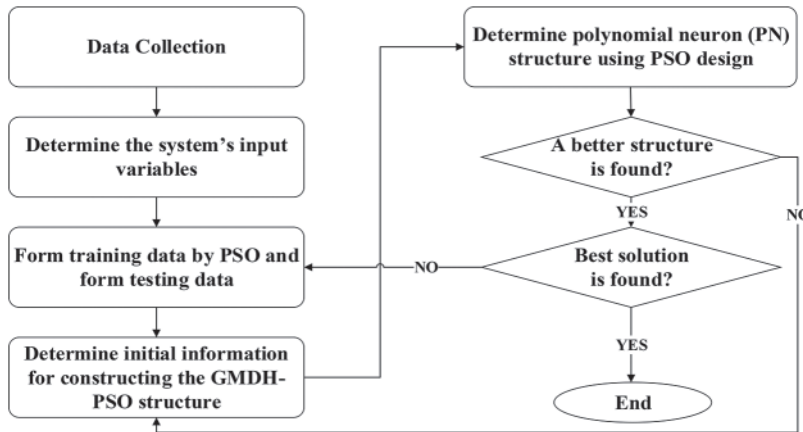 Data Collection
Determine the system's input
variables
Form training data by PSO and
form testing data
Determine initial information
for constructing the GMDH-
PSO structure
Determine polynomial neuron (PN)
structure using PSO design
A better structure
is found?
NO
YES
Best solution
is found?
NO
YES
End